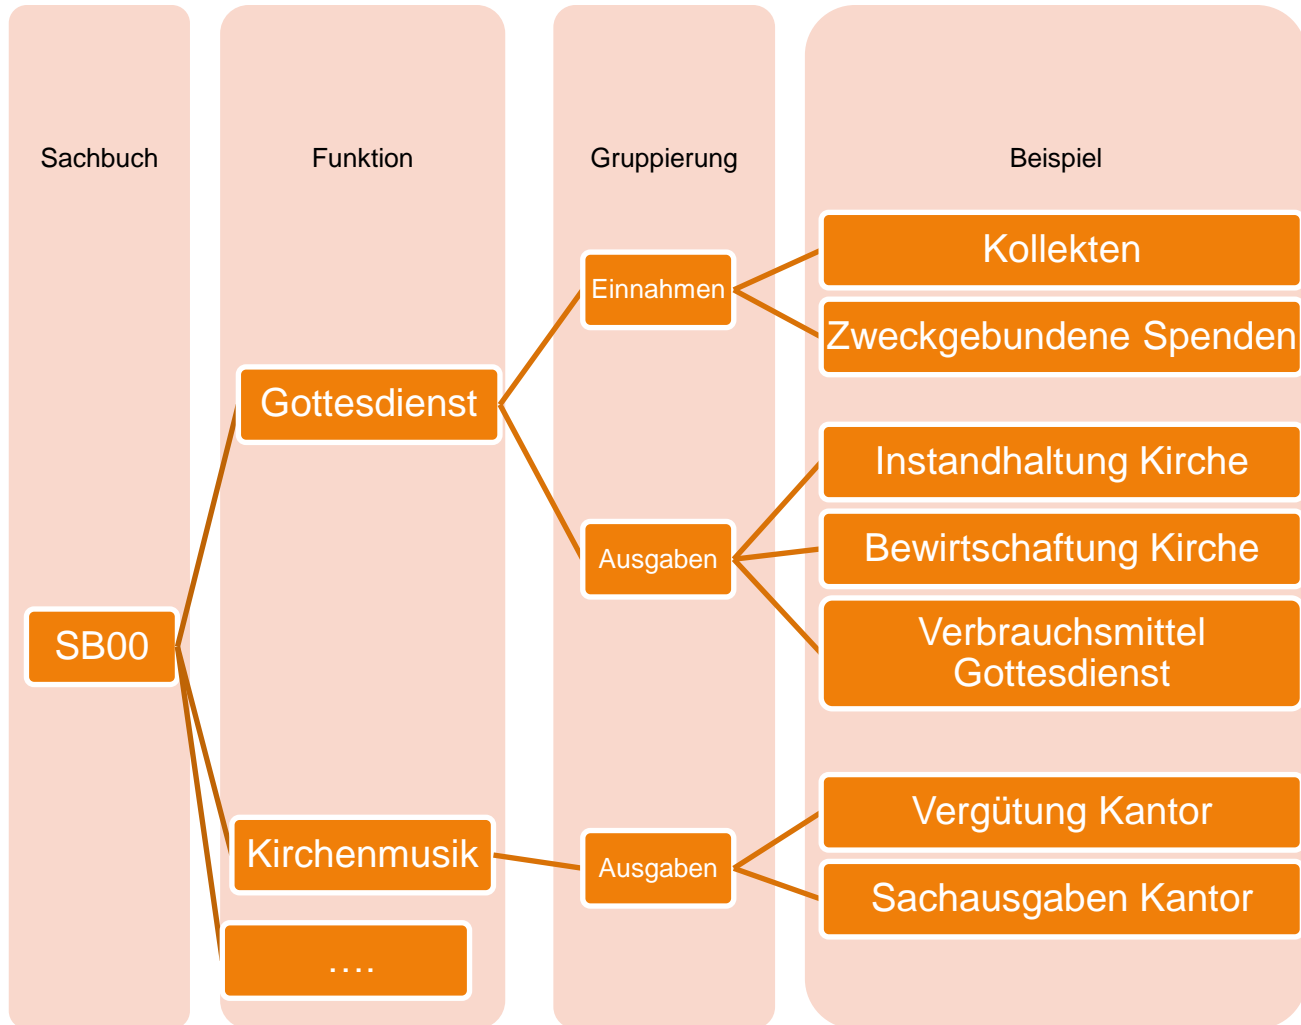 Sachbuch
Funktion
Gruppierung
Beispiel
SB00
Gottesdienst
Einnahmen
Kollekten
Zweckgebundene Spenden
Ausgaben
Instandhaltung Kirche
Bewirtschaftung Kirche
Verbrauchsmittel
Gottesdienst
Kirchenmusik
Ausgaben
Vergütung Kantor
Sachausgaben Kantor
….